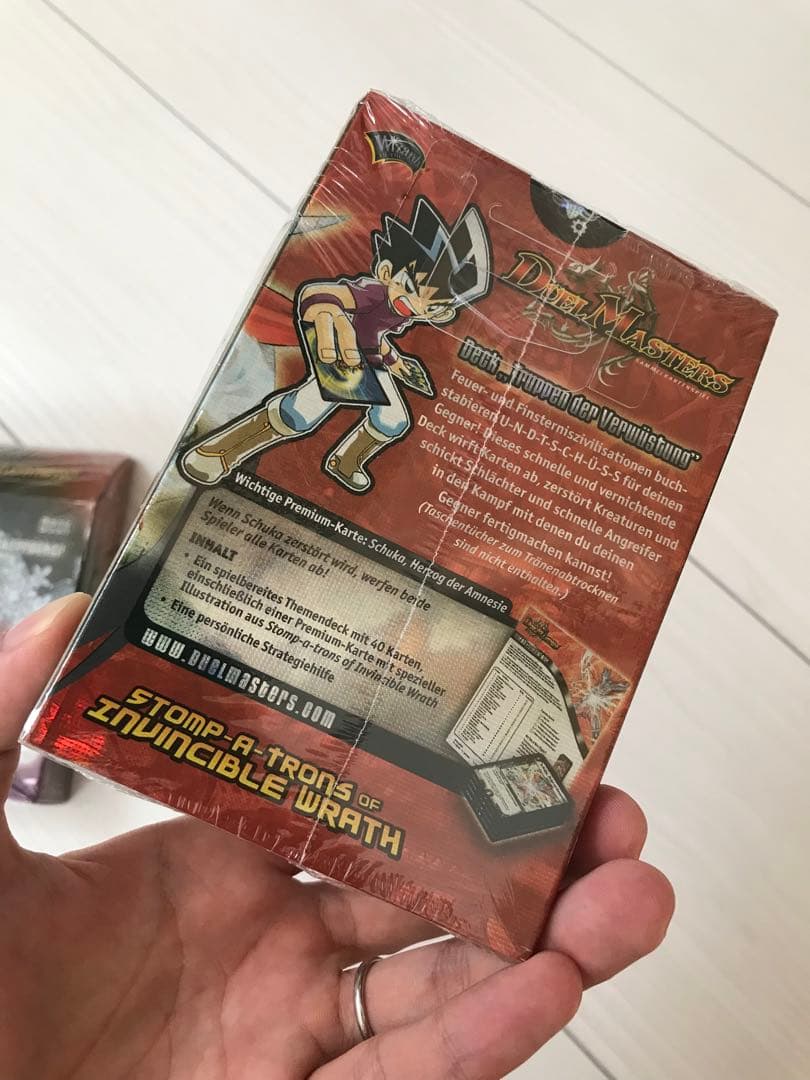 Wizards
DUEL MASTERS
SAMMELKARTENSPIEL
Deck „Truppen der Verwüstung"
Feuer- und Finsterniszivilisationen buch-
stabieren U-N-D-T-S-C-H-Ü-S-S für deinen
Gegner! Dieses schnelle und vernichtende
Deck wirft Karten ab, zerstört Kreaturen und
schickt Schlächter und schnelle Angreifer
in den Kampf mit denen du deinen
Gegner fertigmachen kannst!
(Taschentücher zum Tränenabtrocknen
sind nicht enthalten.)
Wichtige Premium-Karte: Schuka, Herzog der Amnesie
Wenn Schuka zerstört wird, werfen beide
Spieler alle Karten ab!
INHALT
• Ein spielbereites Themendeck mit 40 Karten,
einschließlich einer Premium-Karte mit spezieller
Illustration aus Stomp-a-trons of Invincible Wrath
• Eine persönliche Strategiehilfe
www.duelmasters.com
STOMP-A-TRONS OF
INVINCIBLE WRATH